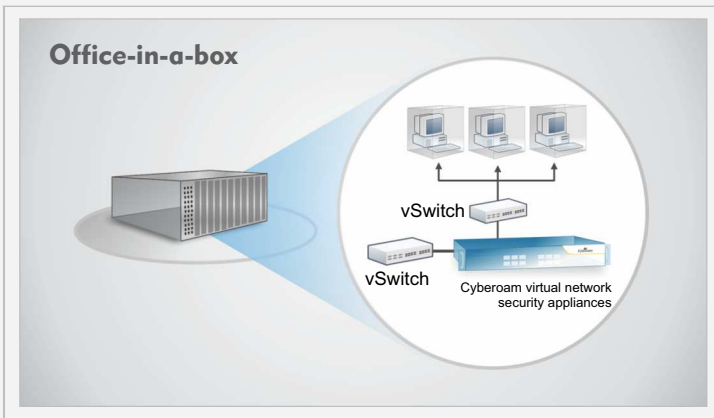 Office-in-a-box
vSwitch
vSwitch
Cyberoam virtual network
security appliances